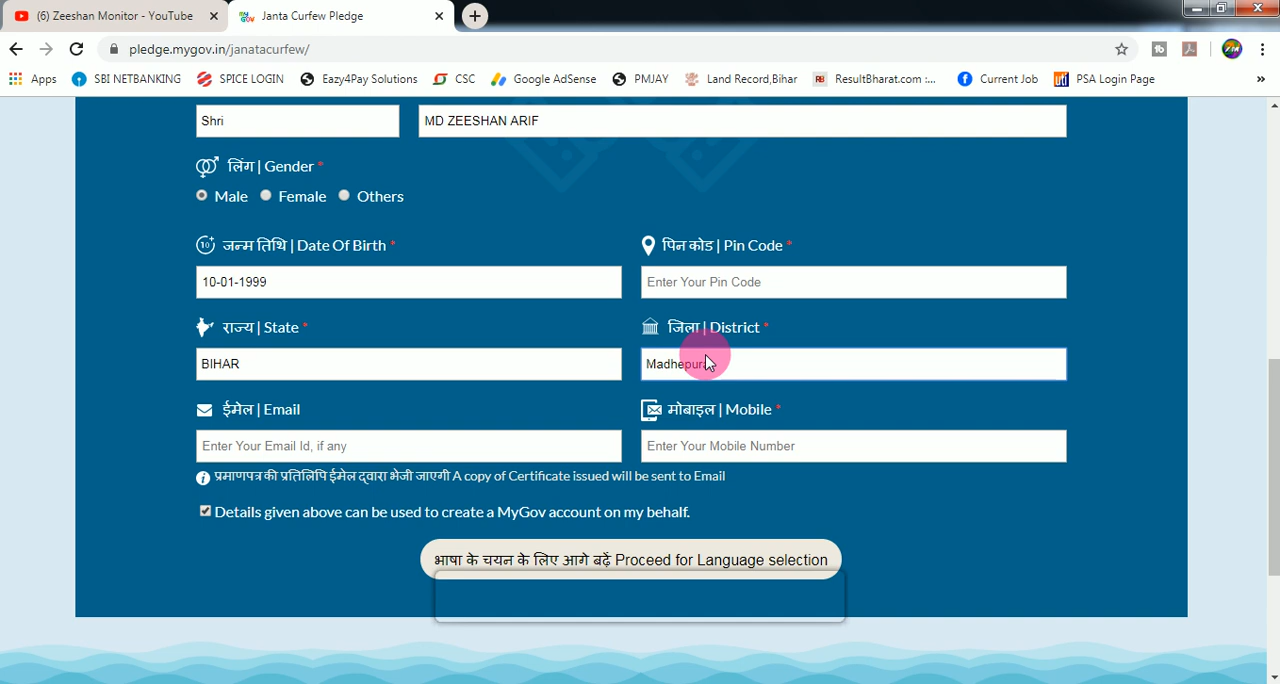 (6) Zeeshan Monitor - YouTube
Janta Curfew Pledge
pledge.mygov.in/janatacurfew/
Apps SBI NETBANKING SPICE LOGIN Eazy4Pay Solutions CSC Google AdSense PMJAY Land Record,Bihar ResultBharat.com :... Current Job PSA Login Page »
Shri MD ZEESHAN ARIF
लिंग | Gender *
Male Female Others
जन्म तिथि | Date Of Birth * पिन कोड | Pin Code *
10-01-1999 Enter Your Pin Code
राज्य | State * जिला | District *
BIHAR Madhepura
ईमेल | Email मोबाइल | Mobile *
Enter Your Email Id, if any Enter Your Mobile Number
प्रमाणपत्र की प्रतिलिपि ईमेल द्वारा भेजी जाएगी A copy of Certificate issued will be sent to Email
Details given above can be used to create a MyGov account on my behalf.
भाषा के चयन के लिए आगे बढ़ें Proceed for Language selection